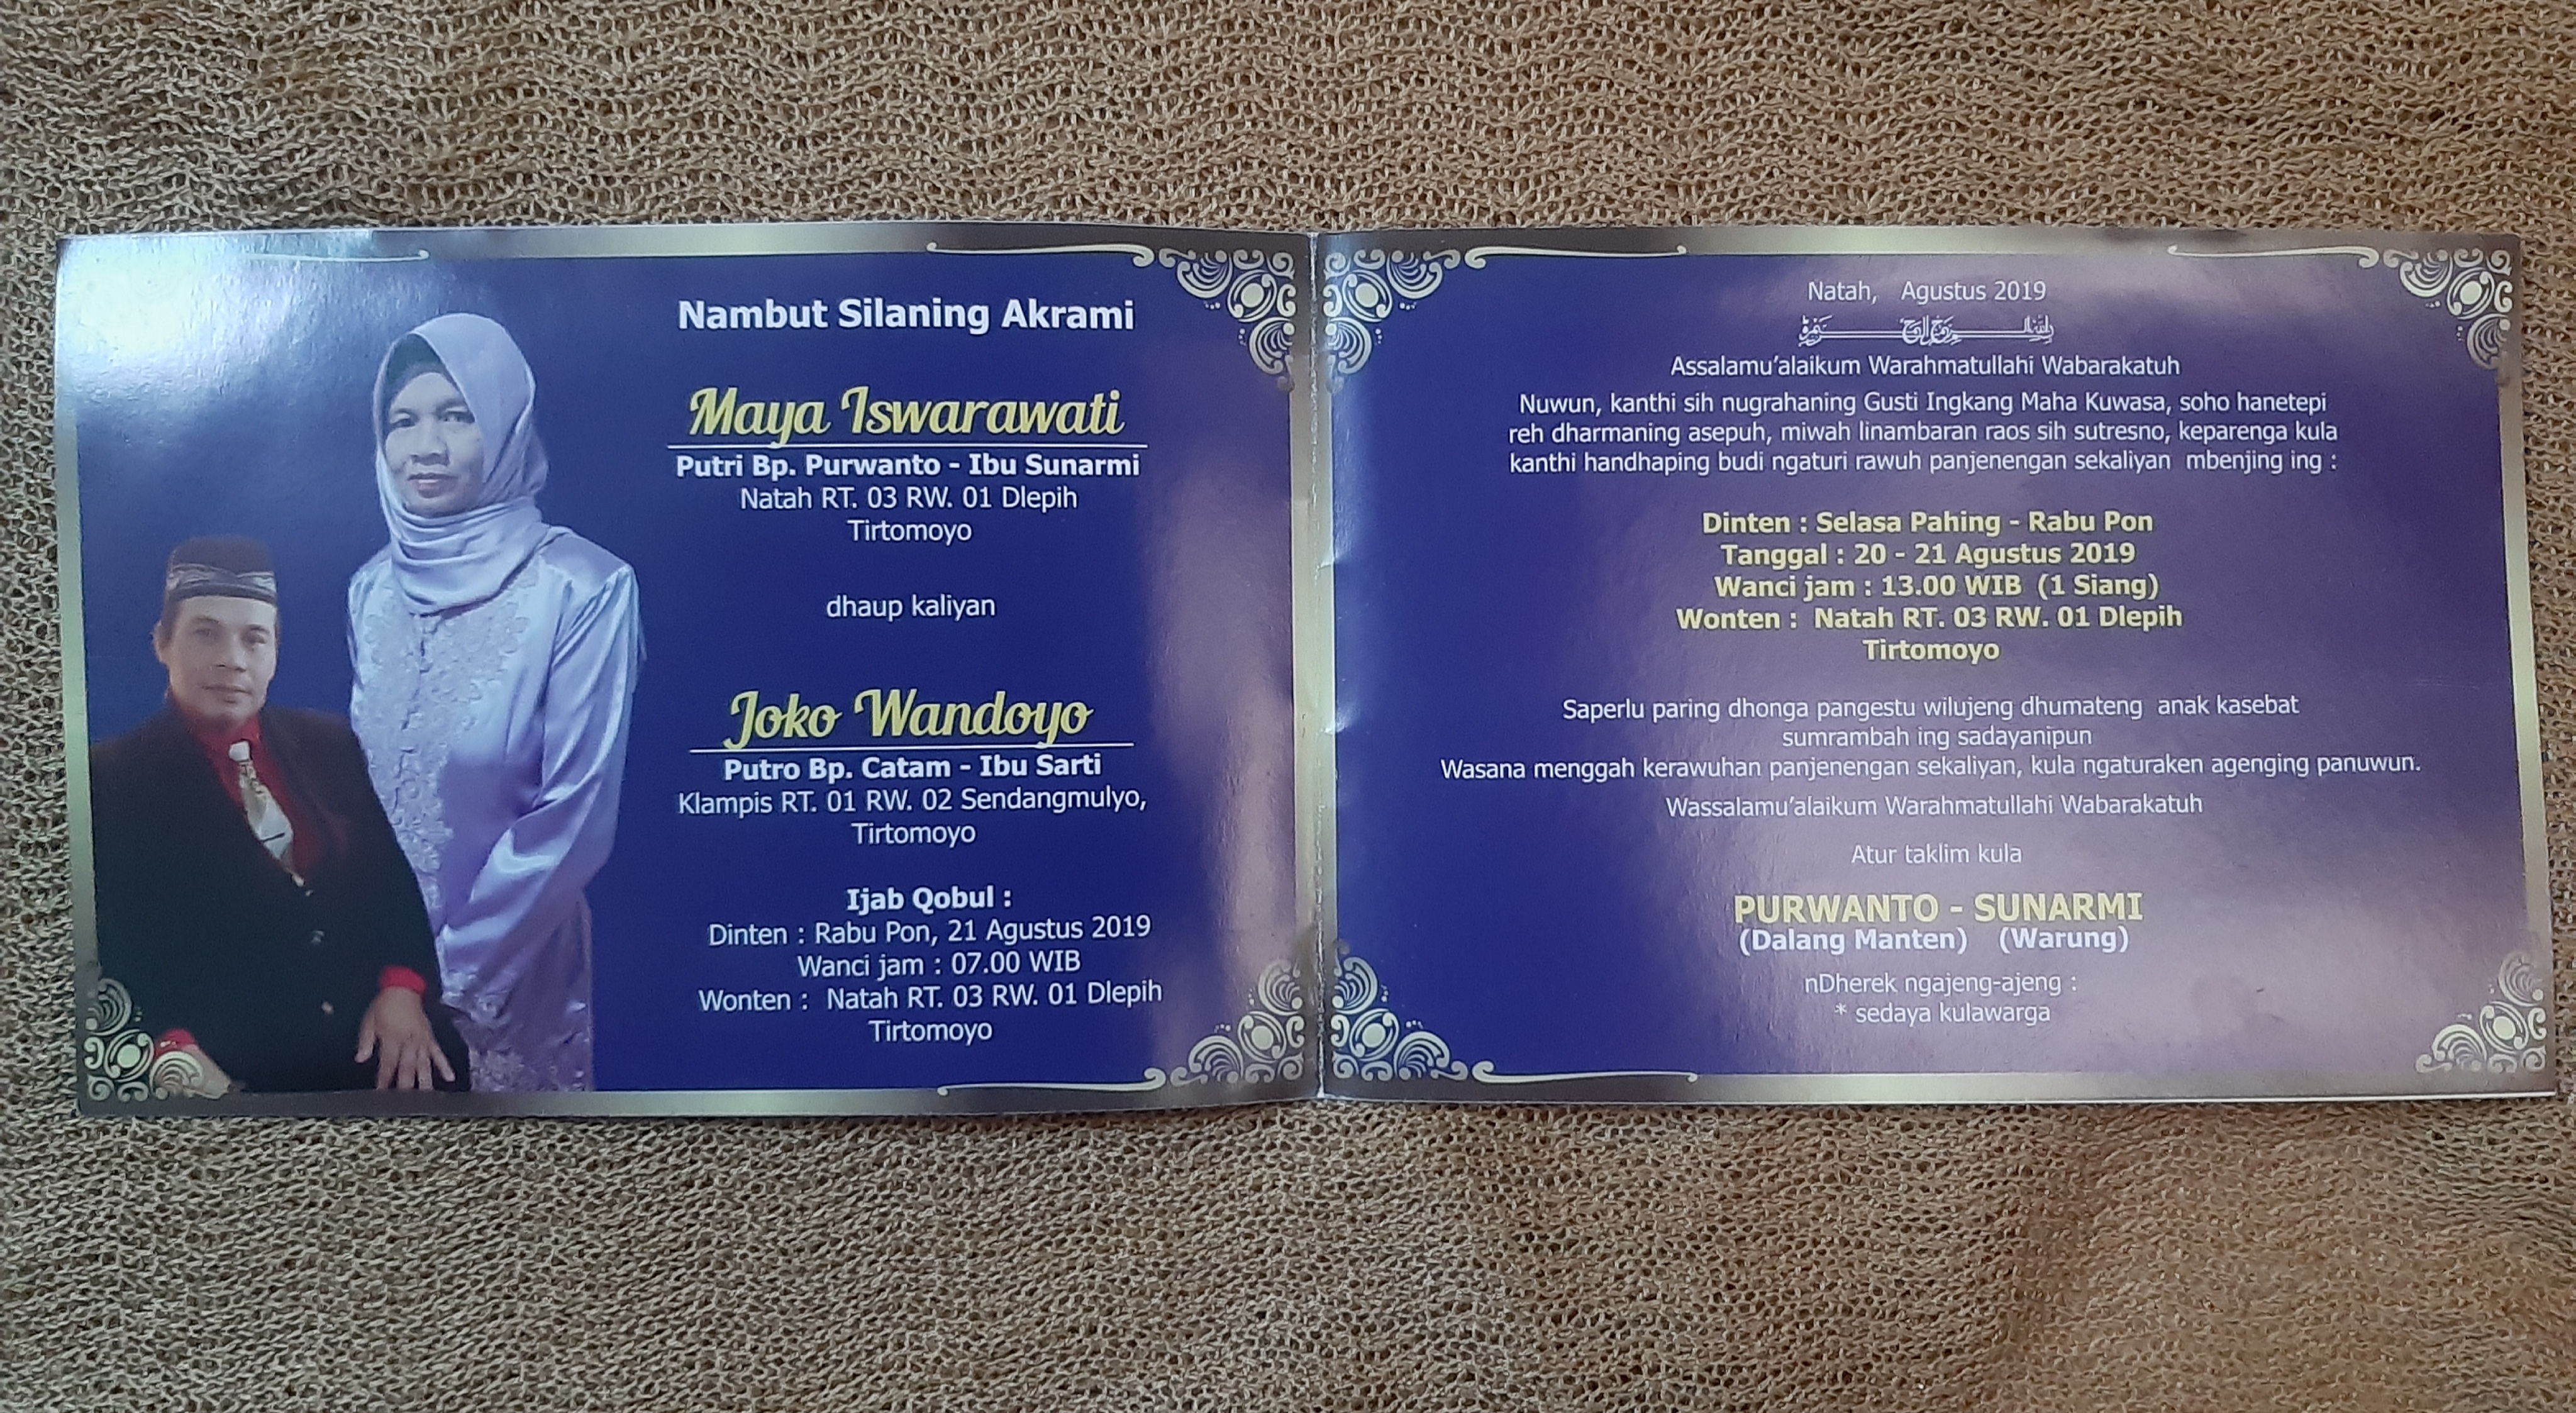 Nambut Silaning Akrami
Maya Iswarawati
Putri Bp. Purwanto - Ibu Sunarmi
Natah RT. 03 RW. 01 Dlepih
Tirtomoyo
dhaup kaliyan
Joko Wandoyo
Putro Bp. Catam - Ibu Sarti
Klampis RT. 01 RW. 02 Sendangmulyo,
Tirtomoyo
Ijab Qobul :
Dinten : Rabu Pon, 21 Agustus 2019
Wanci jam : 07.00 WIB
Wonten : Natah RT. 03 RW. 01 Dlepih
Tirtomoyo
Natah, Agustus 2019
Assalamu'alaikum Warahmatullahi Wabarakatuh
Nuwun, kanthi sih nugrahaning Gusti Ingkang Maha Kuwasa, soho hanetepi
reh dharmaning asepuh, miwah linambaran raos sih sutresno, keparenga kula
kanthi handhaping budi ngaturi rawuh panjenengan sekaliyan mbenjing ing :
Dinten : Selasa Pahing - Rabu Pon
Tanggal : 20 - 21 Agustus 2019
Wanci jam : 13.00 WIB (1 Siang)
Wonten : Natah RT. 03 RW. 01 Dlepih
Tirtomoyo
Saperlu paring dhonga pangestu wilujeng dhumateng anak kasebat
sumrambah ing sadayanipun
Wasana menggah kerawuhan panjenengan sekaliyan, kula ngaturaken agenging panuwun.
Wassalamu'alaikum Warahmatullahi Wabarakatuh
Atur taklim kula
PURWANTO - SUNARMI
(Dalang Manten) (Warung)
nDherek ngajeng-ajeng :
* sedaya kulawarga